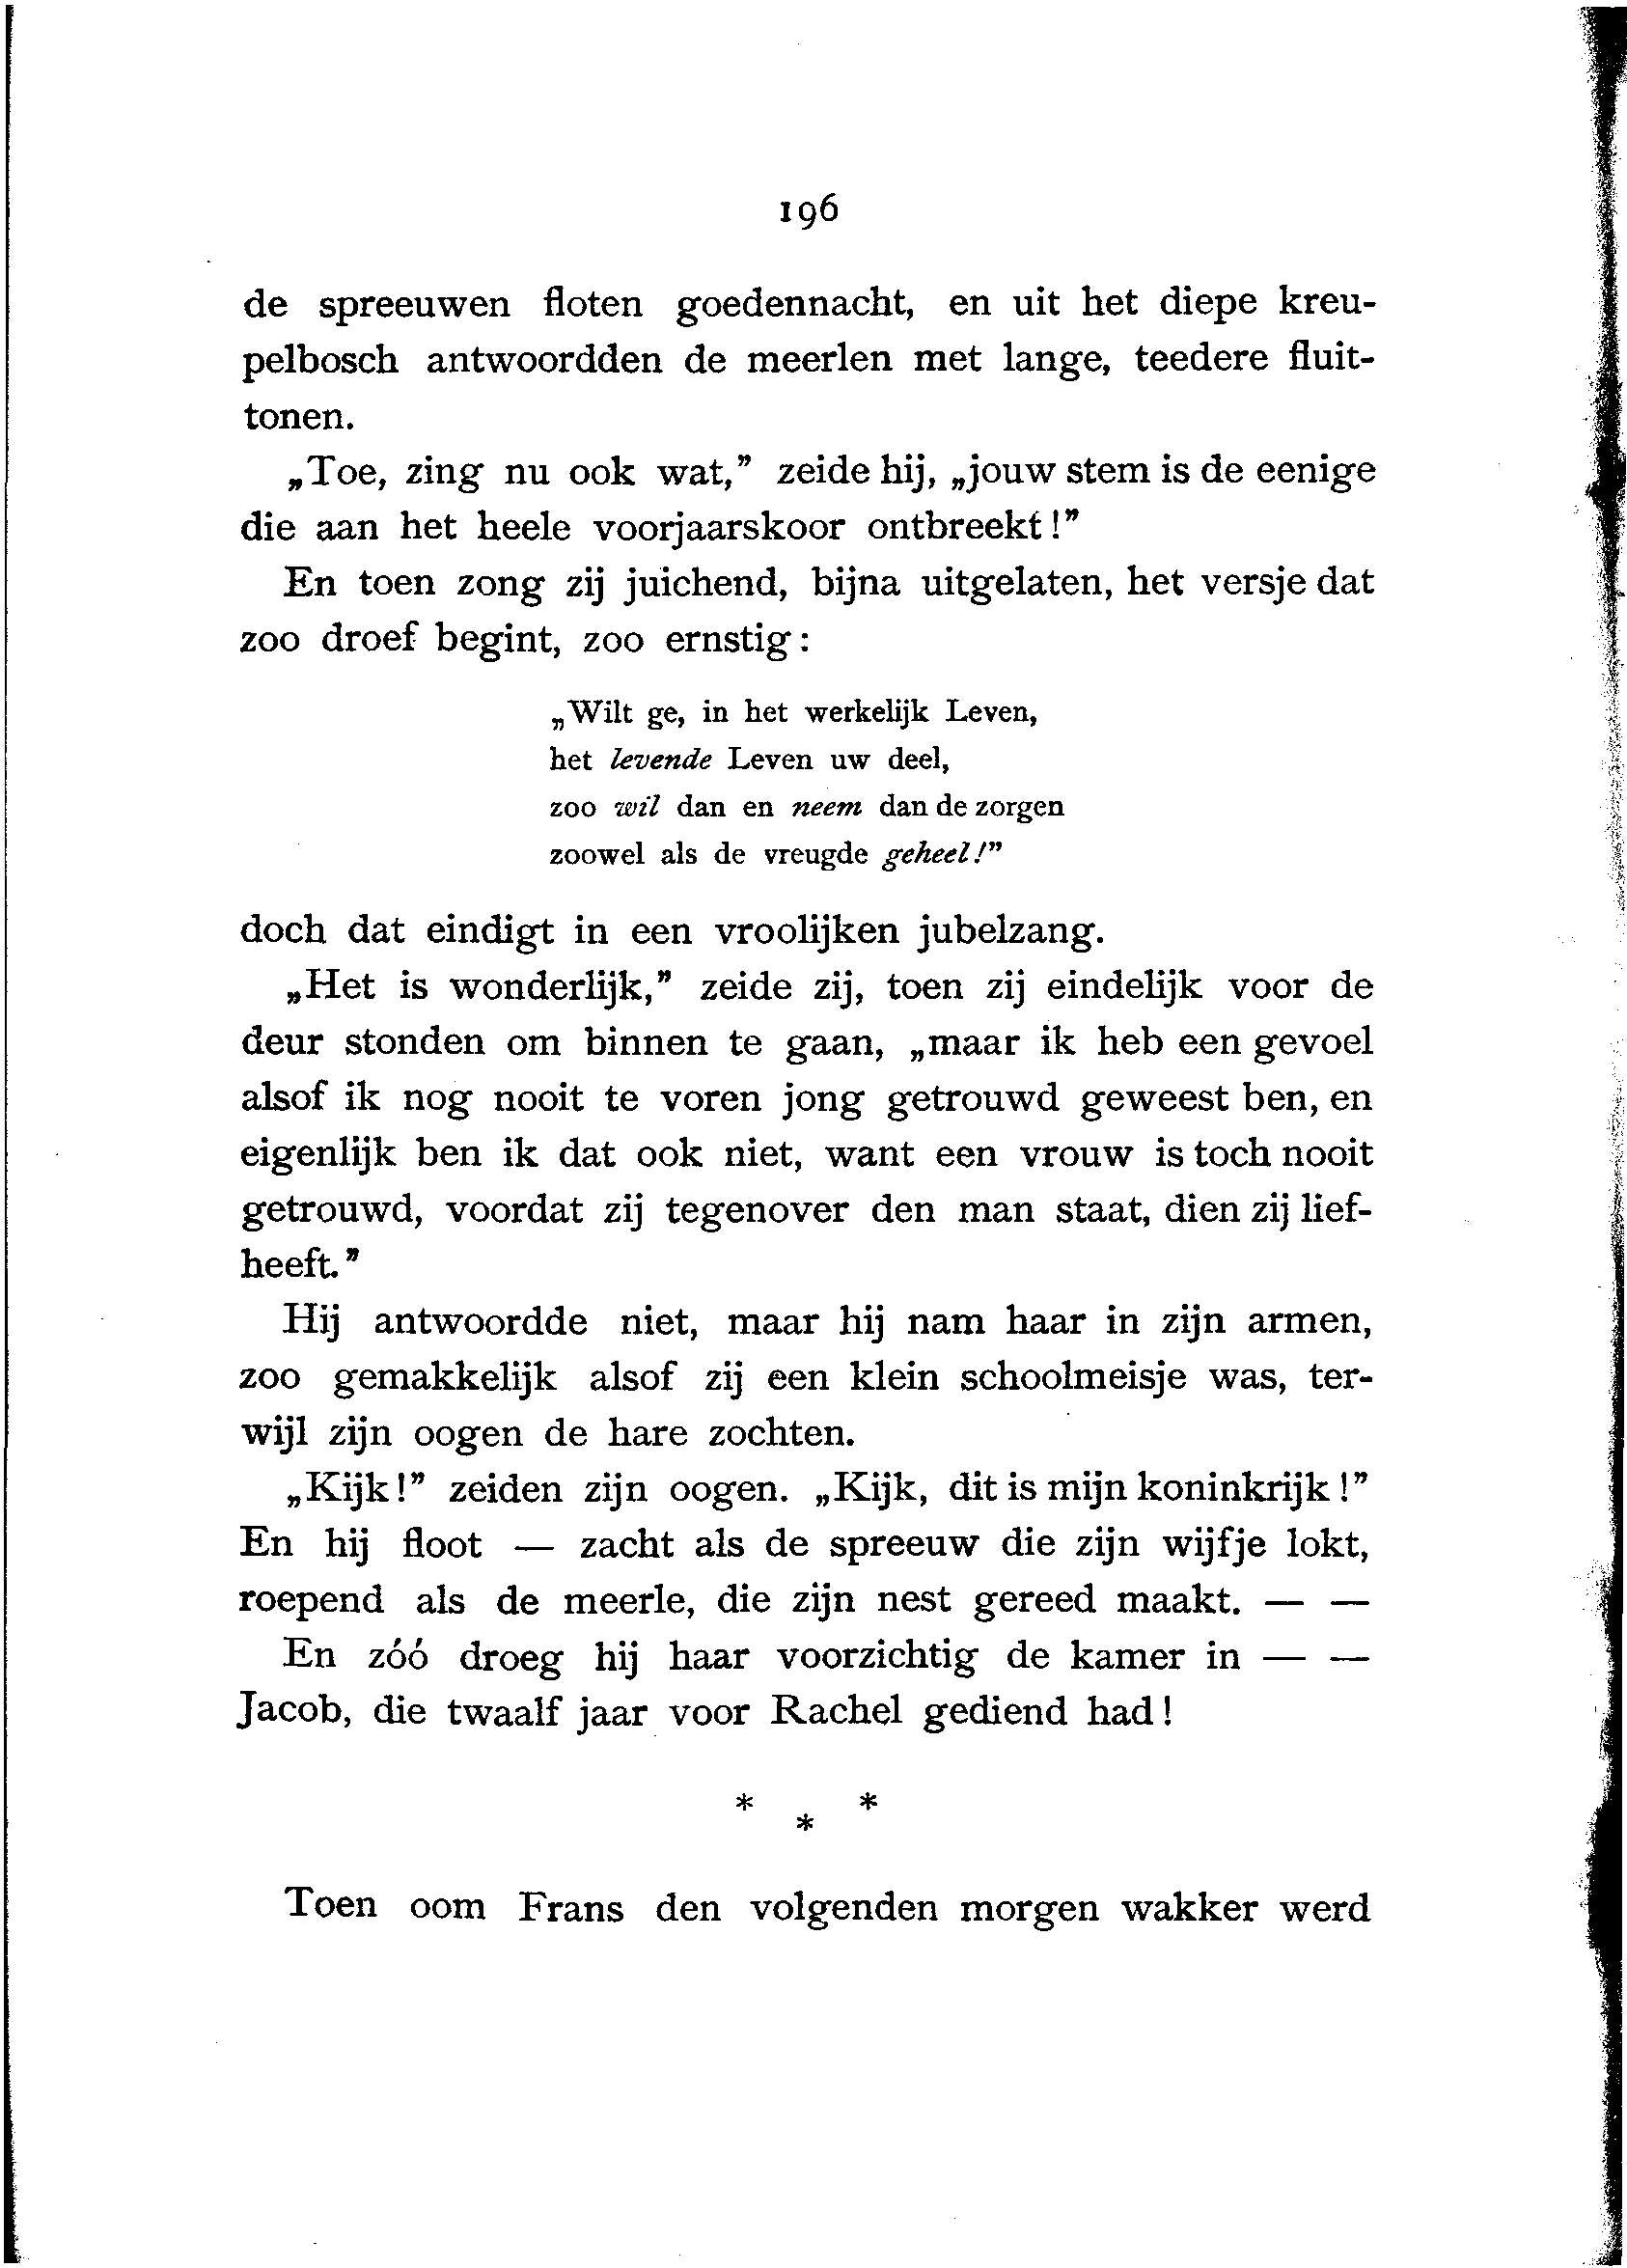 196
de spreeuwen floten goedennacht, en uit het diepe kreu-
pelbosch antwoordden de meerlen met lange, teedere fluit-
tonen.
„Toe, zing nu ook wat,” zeide hij, „jouw stem is de eenige
die aan het heele voorjaarskoor ontbreekt!”
En toen zong zij juichend, bijna uitgelaten, het versje dat
zoo droef begint, zoo ernstig:
„Wilt ge, in het werkelijk Leven,
het levende Leven uw deel,
zoo wil dan en neem dan de zorgen
zoowel als de vreugde geheel!”
doch dat eindigt in een vroolijken jubelzang.
„Het is wonderlijk,” zeide zij, toen zij eindelijk voor de
deur stonden om binnen te gaan, „maar ik heb een gevoel
alsof ik nog nooit te voren jong getrouwd geweest ben, en
eigenlijk ben ik dat ook niet, want een vrouw is toch nooit
getrouwd, voordat zij tegenover den man staat, dien zij lief-
heeft.”
Hij antwoordde niet, maar hij nam haar in zijn armen,
zoo gemakkelijk alsof zij een klein schoolmeisje was, ter-
wijl zijn oogen de hare zochten.
„Kijk!” zeiden zijn oogen. „Kijk, dit is mijn koninkrijk!”
En hij floot — zacht als de spreeuw die zijn wijfje lokt,
roepend als de meerle, die zijn nest gereed maakt. — —
En zóó droeg hij haar voorzichtig de kamer in — —
Jacob, die twaalf jaar voor Rachel gediend had!
* * *
Toen oom Frans den volgenden morgen wakker werd